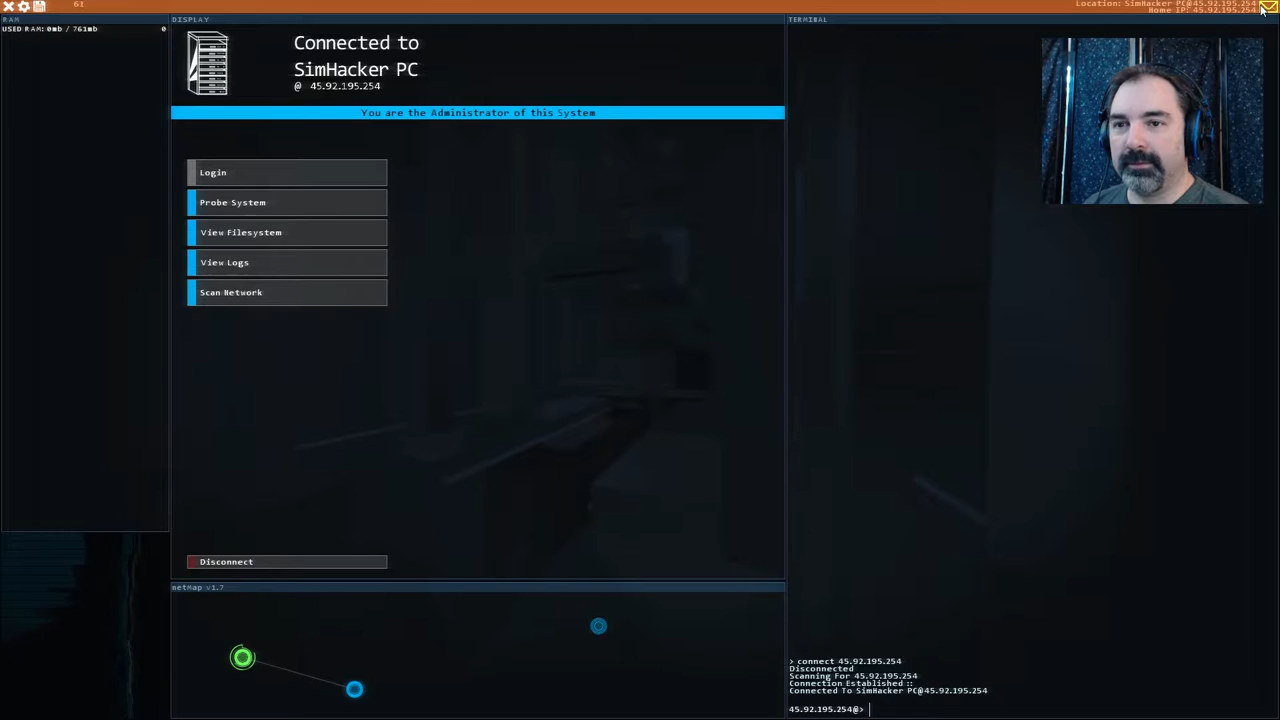 61
Location: SimHacker PC@45.92.195.254
Home IP: 45.92.195.254
RAM
USED RAM: 0mb / 761mb 0
DISPLAY
Connected to
SimHacker PC
@ 45.92.195.254
You are the Administrator of this System
Login
Probe System
View Filesystem
View Logs
Scan Network
Disconnect
netMap v1.7
TERMINAL
> connect 45.92.195.254
Disconnected
Scanning For 45.92.195.254
Connection Established ::
Connected To SimHacker PC@45.92.195.254
45.92.195.254@>